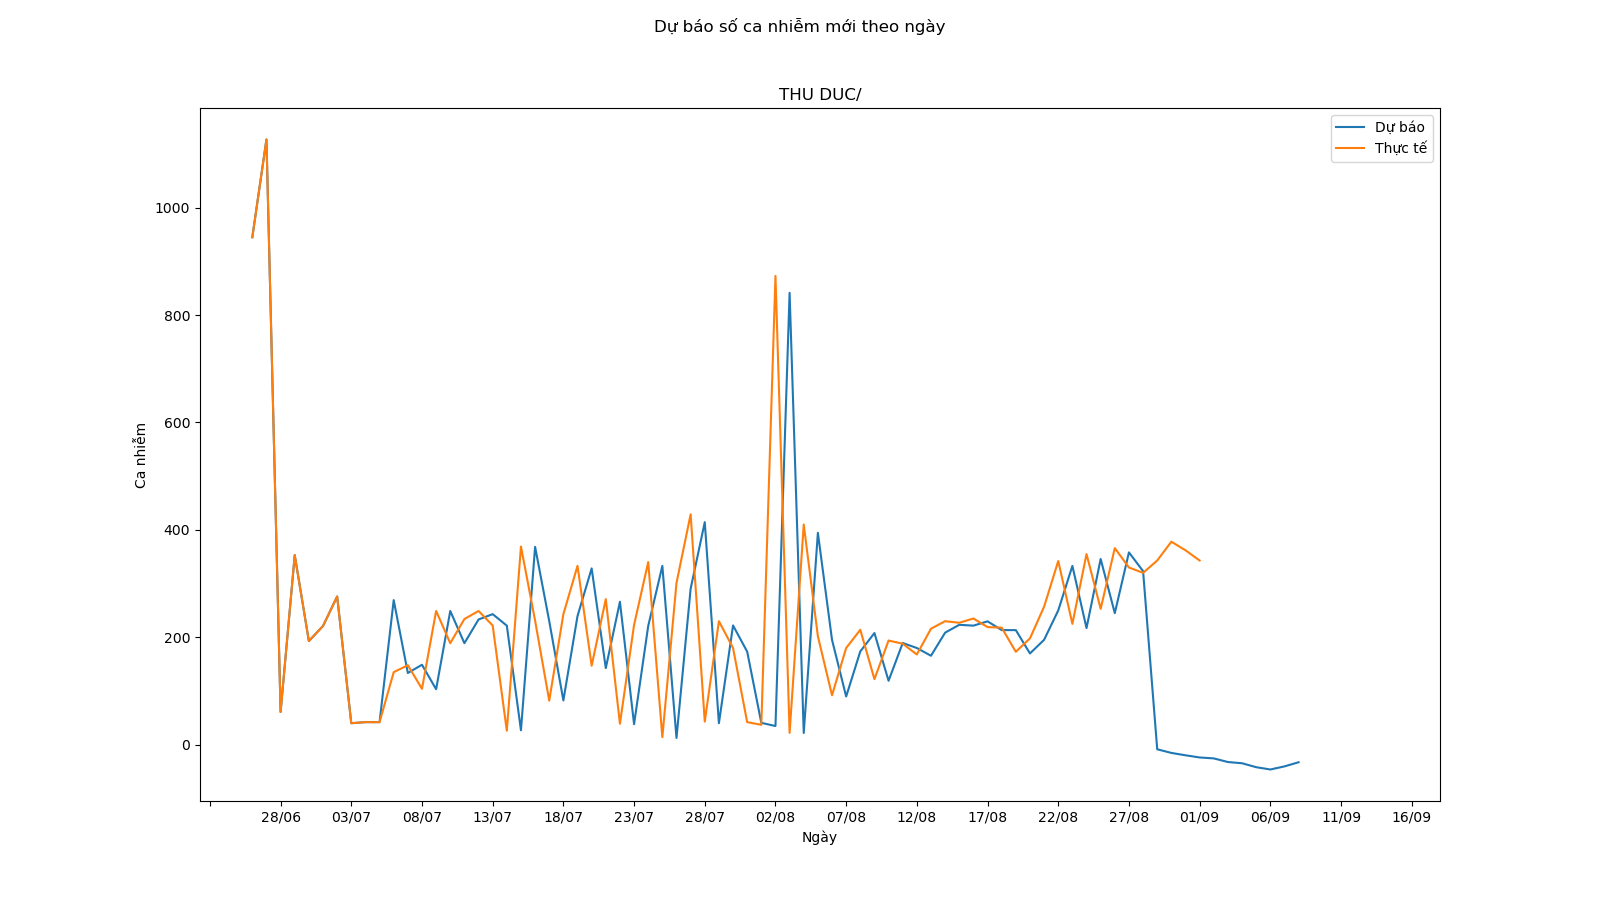 Dự báo số ca nhiễm mới theo ngày
THU DUC/
Dự báo
Thực tế
1000
800
600
400
200
0
Ca nhiễm
28/06 03/07 08/07 13/07 18/07 23/07 28/07 02/08 07/08 12/08 17/08 22/08 27/08 01/09 06/09 11/09 16/09
Ngày